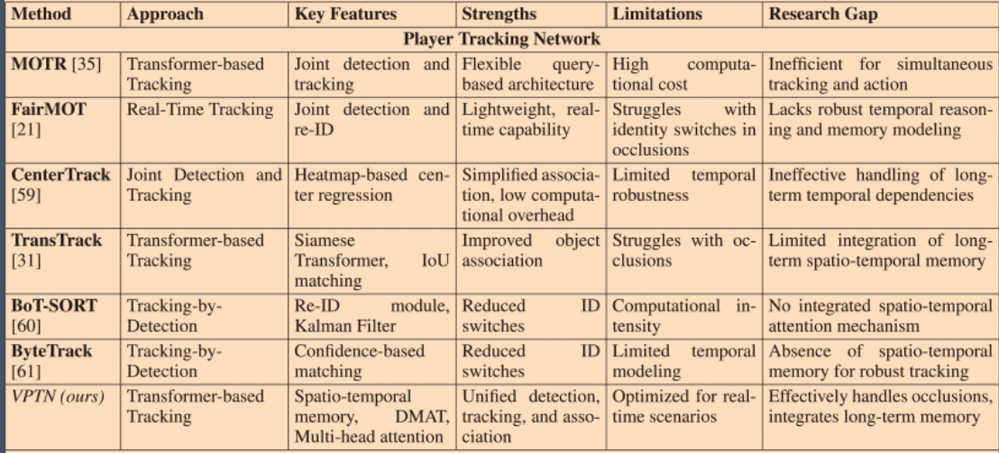 Method Approach Key Features Strengths Limitations Research Gap
Player Tracking Network
MOTR [35] Transformer-based Joint detection and Flexible query- High computa- Inefficient for simultaneous
Tracking tracking based architecture tional cost tracking and action
FairMOT Real-Time Tracking Joint detection and Lightweight, real- Struggles with Lacks robust temporal reason-
[21] re-ID time capability identity switches in ing and memory modeling
occlusions
CenterTrack Joint Detection and Heatmap-based cen- Simplified associa- Limited temporal Ineffective handling of long-
[59] Tracking ter regression tion, low computa- robustness term temporal dependencies
tional overhead
TransTrack Transformer-based Siamese Improved object Struggles with oc- Limited integration of long-
[31] Tracking Transformer, IoU association clusions term spatio-temporal memory
matching
BoT-SORT Tracking-by- Re-ID module, Reduced ID Computational in- No integrated spatio-temporal
[60] Detection Kalman Filter switches tensity attention mechanism
ByteTrack Tracking-by- Confidence-based Reduced ID Limited temporal Absence of spatio-temporal
[61] Detection matching switches modeling memory for robust tracking
VPTN (ours) Transformer-based Spatio-temporal Unified detection, Optimized for real- Effectively handles occlusions,
Tracking memory, DMAT, tracking, and asso- time scenarios integrates long-term memory
Multi-head attention ciation